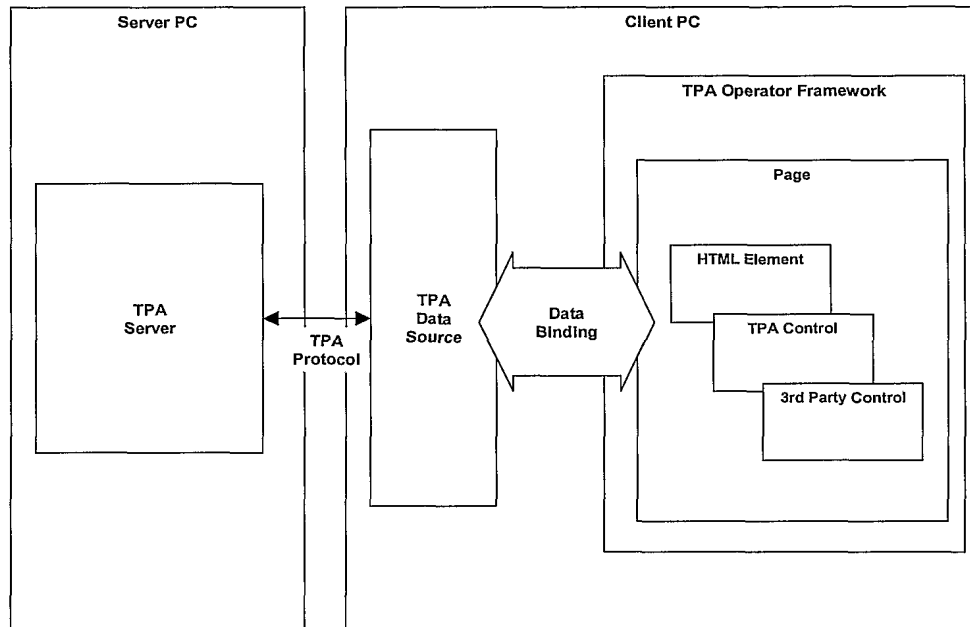 Server PC
Client PC
TPA Operator Framework
Page
HTML Element
TPA Control
3rd Party Control
TPA
Server
TPA
Protocol
TPA
Data
Source
Data
Binding